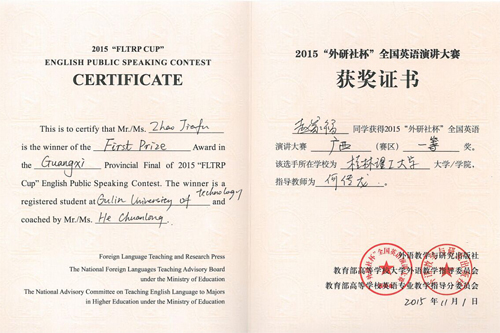 2015 "FLTRP CUP"
ENGLISH PUBLIC SPEAKING CONTEST
CERTIFICATE
This is to certify that Mr./Ms. Zhao Jiafu
is the winner of the First Prize Award in
the Guangxi Provincial Final of 2015 "FLTRP
Cup" English Public Speaking Contest. The winner is a
registered student at Guilin University of technology and
coached by Mr./Ms. He Chuanlong.
Foreign Language Teaching and Research Press
The National Foreign Languages Teaching Advisory Board
under the Ministry of Education
The National Advisory Committee on Teaching English Language to Majors
in Higher Education under the Ministry of Education
2015 "外研社杯" 全国英语演讲大赛
获奖证书
同学获得2015 "外研社杯" 全国英语
演讲大赛 广西 (赛区) 一等 奖。
该选手所在学校为 桂林理工大学 大学/学院,
指导教师为 何传龙 .
外语教学与研究出版社
教育部高等学校大学外语教学指导委员会
教育部高等学校英语专业教学指导分委员会
2015年11月1日